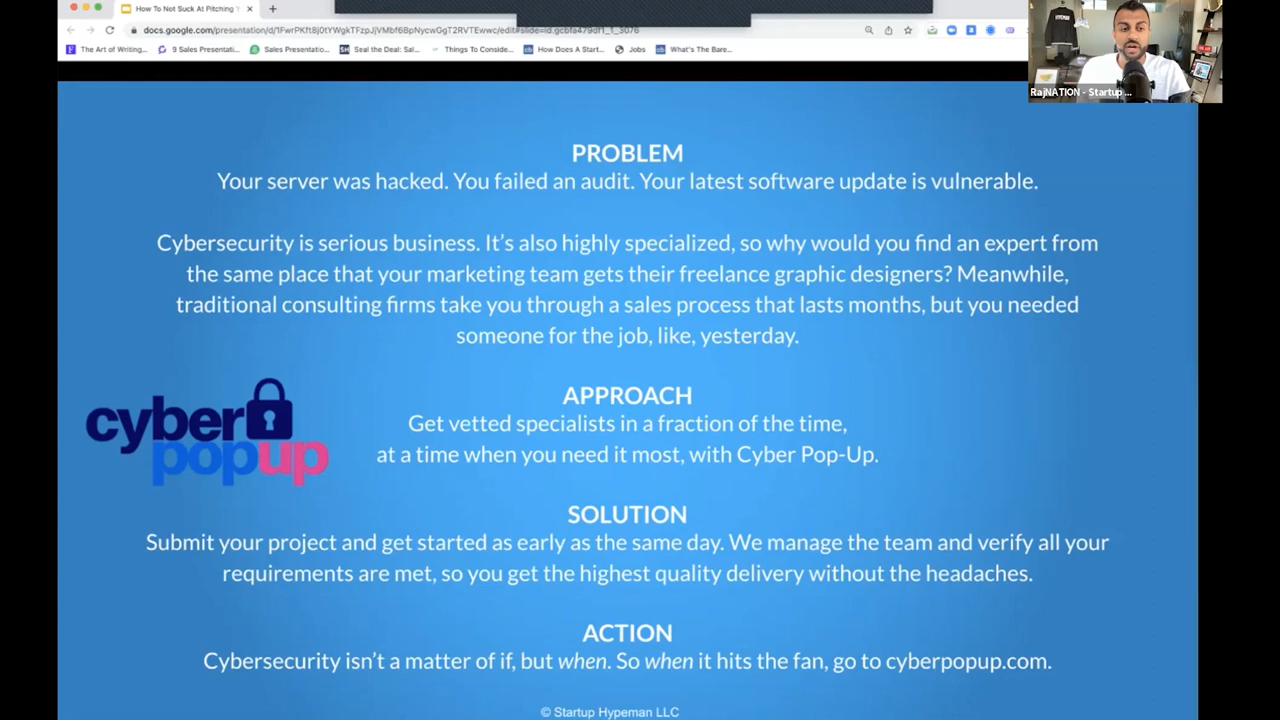 How To Not Suck At Pitching
docs.google.com/presentation/d/1FwrPKft8j0tYWgkTFzpJjVMbf6BpNycwGgT2RVTEwwc/edit#slide=id.gcbfa479df1_1_3076
The Art of Writing... 9 Sales Presentati... Sales Presentatio... SH Seal the Deal: Sal... Things To Conside... cb How Does A Start... Jobs cb What's The Bare...
HYPEMAN
RajNATION - Startup ...
PROBLEM
Your server was hacked. You failed an audit. Your latest software update is vulnerable.
Cybersecurity is serious business. It's also highly specialized, so why would you find an expert from
the same place that your marketing team gets their freelance graphic designers? Meanwhile,
traditional consulting firms take you through a sales process that lasts months, but you needed
someone for the job, like, yesterday.
APPROACH
Get vetted specialists in a fraction of the time,
at a time when you need it most, with Cyber Pop-Up.
cyber
popup
SOLUTION
Submit your project and get started as early as the same day. We manage the team and verify all your
requirements are met, so you get the highest quality delivery without the headaches.
ACTION
Cybersecurity isn't a matter of if, but when. So when it hits the fan, go to cyberpopup.com.
© Startup Hypeman LLC